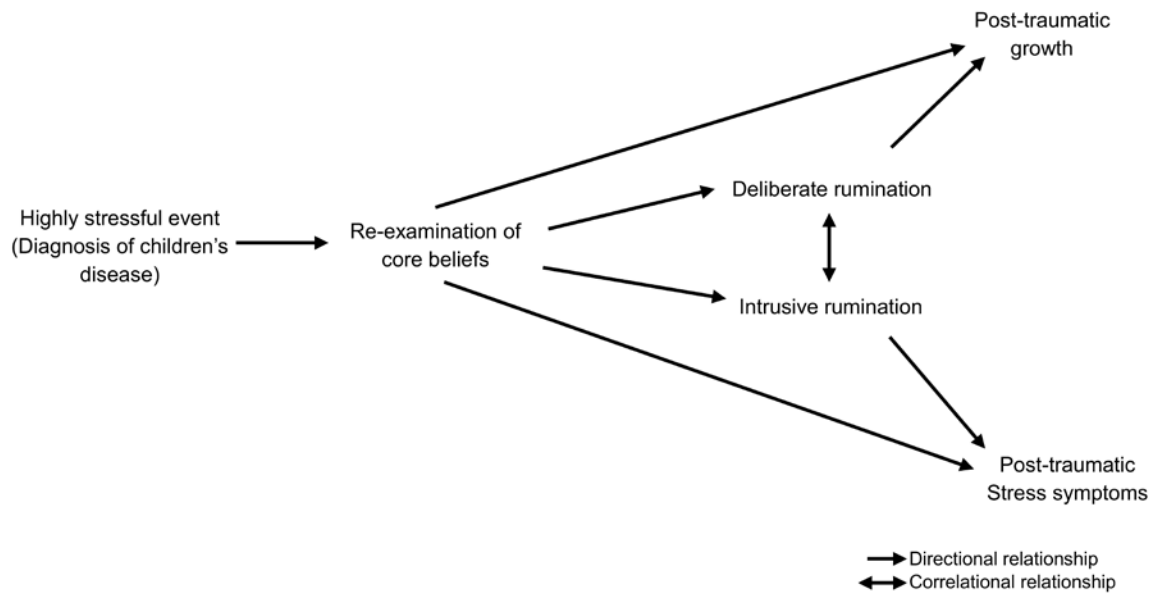 Post-traumatic
growth
Deliberate rumination
Highly stressful event
(Diagnosis of children's
disease)
Re-examination of
core beliefs
Intrusive rumination
Post-traumatic
Stress symptoms
Directional relationship
Correlational relationship